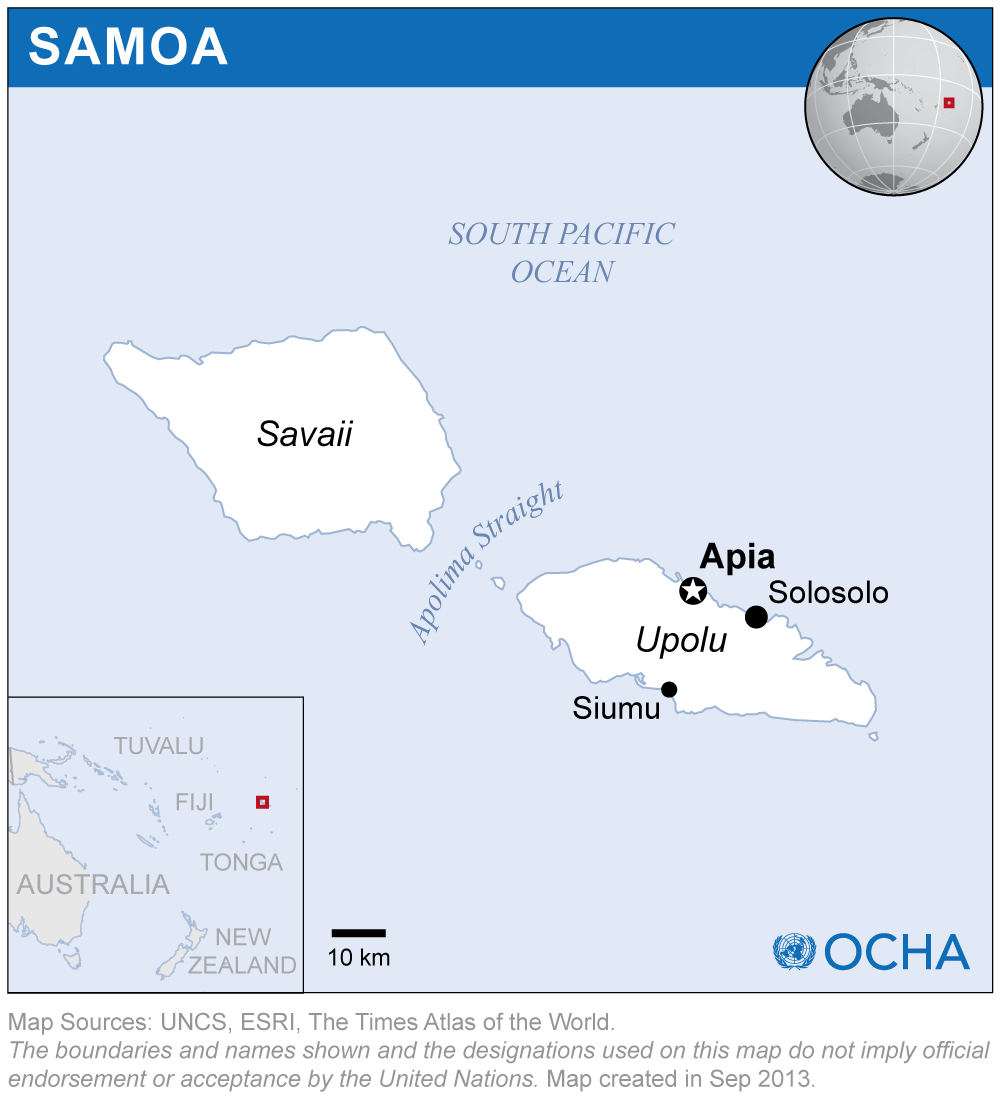 SAMOA
SOUTH PACIFIC
OCEAN
Savaii
Apolima Straight
Apia
Solosolo
Upolu
Siumu
TUVALU
FIJI
TONGA
AUSTRALIA
NEW
ZEALAND
10 km
OCHA
Map Sources: UNCS, ESRI, The Times Atlas of the World.
The boundaries and names shown and the designations used on this map do not imply official
endorsement or acceptance by the United Nations. Map created in Sep 2013.